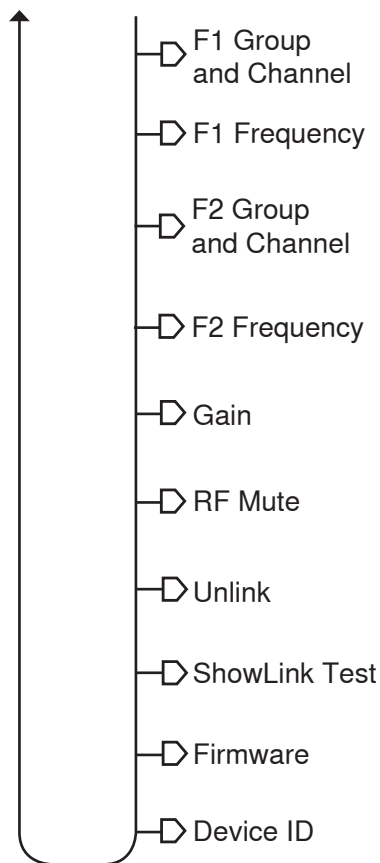 F1 Group
and Channel
F1 Frequency
F2 Group
and Channel
F2 Frequency
Gain
RF Mute
Unlink
ShowLink Test
Firmware
Device ID